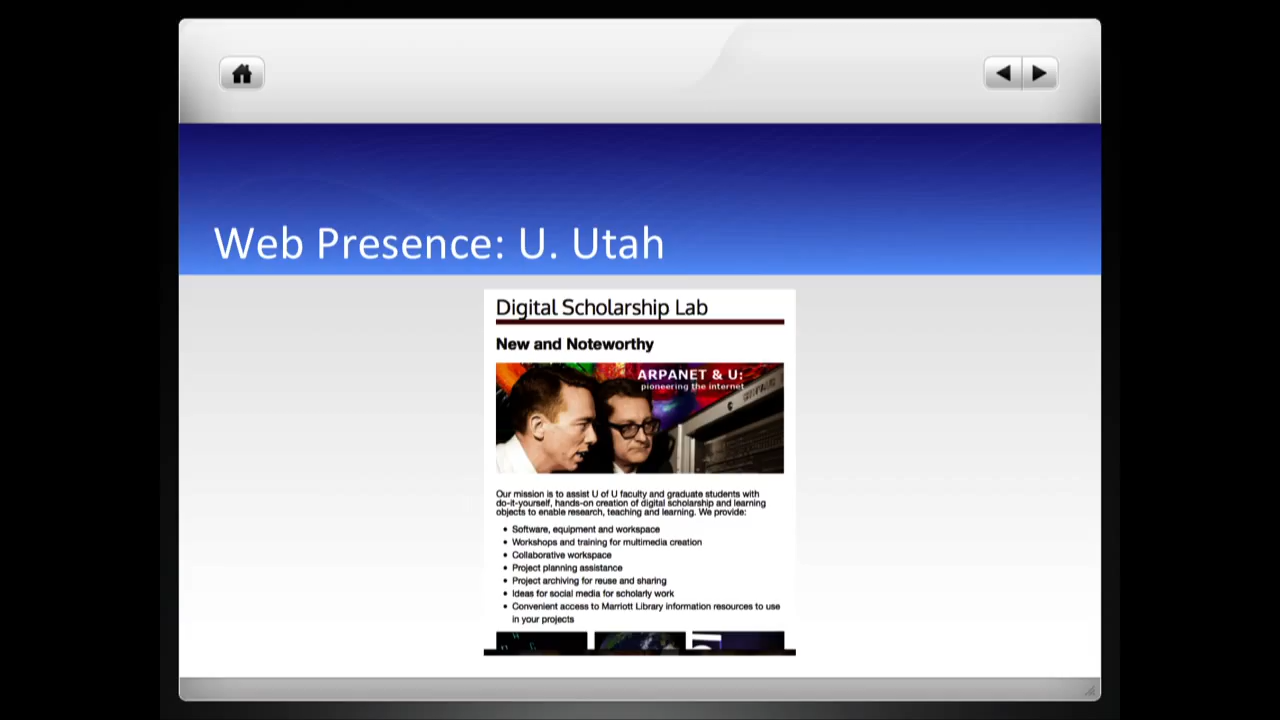 Web Presence: U. Utah
Digital Scholarship Lab
New and Noteworthy
ARPANET & U:
pioneering the internet
Our mission is to assist U of U faculty and graduate students with
do-it-yourself, hands-on creation of digital scholarship and learning
objects to enable research, teaching and learning. We provide:
• Software, equipment and workspace
• Workshops and training for multimedia creation
• Collaborative workspace
• Project planning assistance
• Project archiving for reuse and sharing
• Ideas for social media for scholarly work
• Convenient access to Marriott Library information resources to use
in your projects